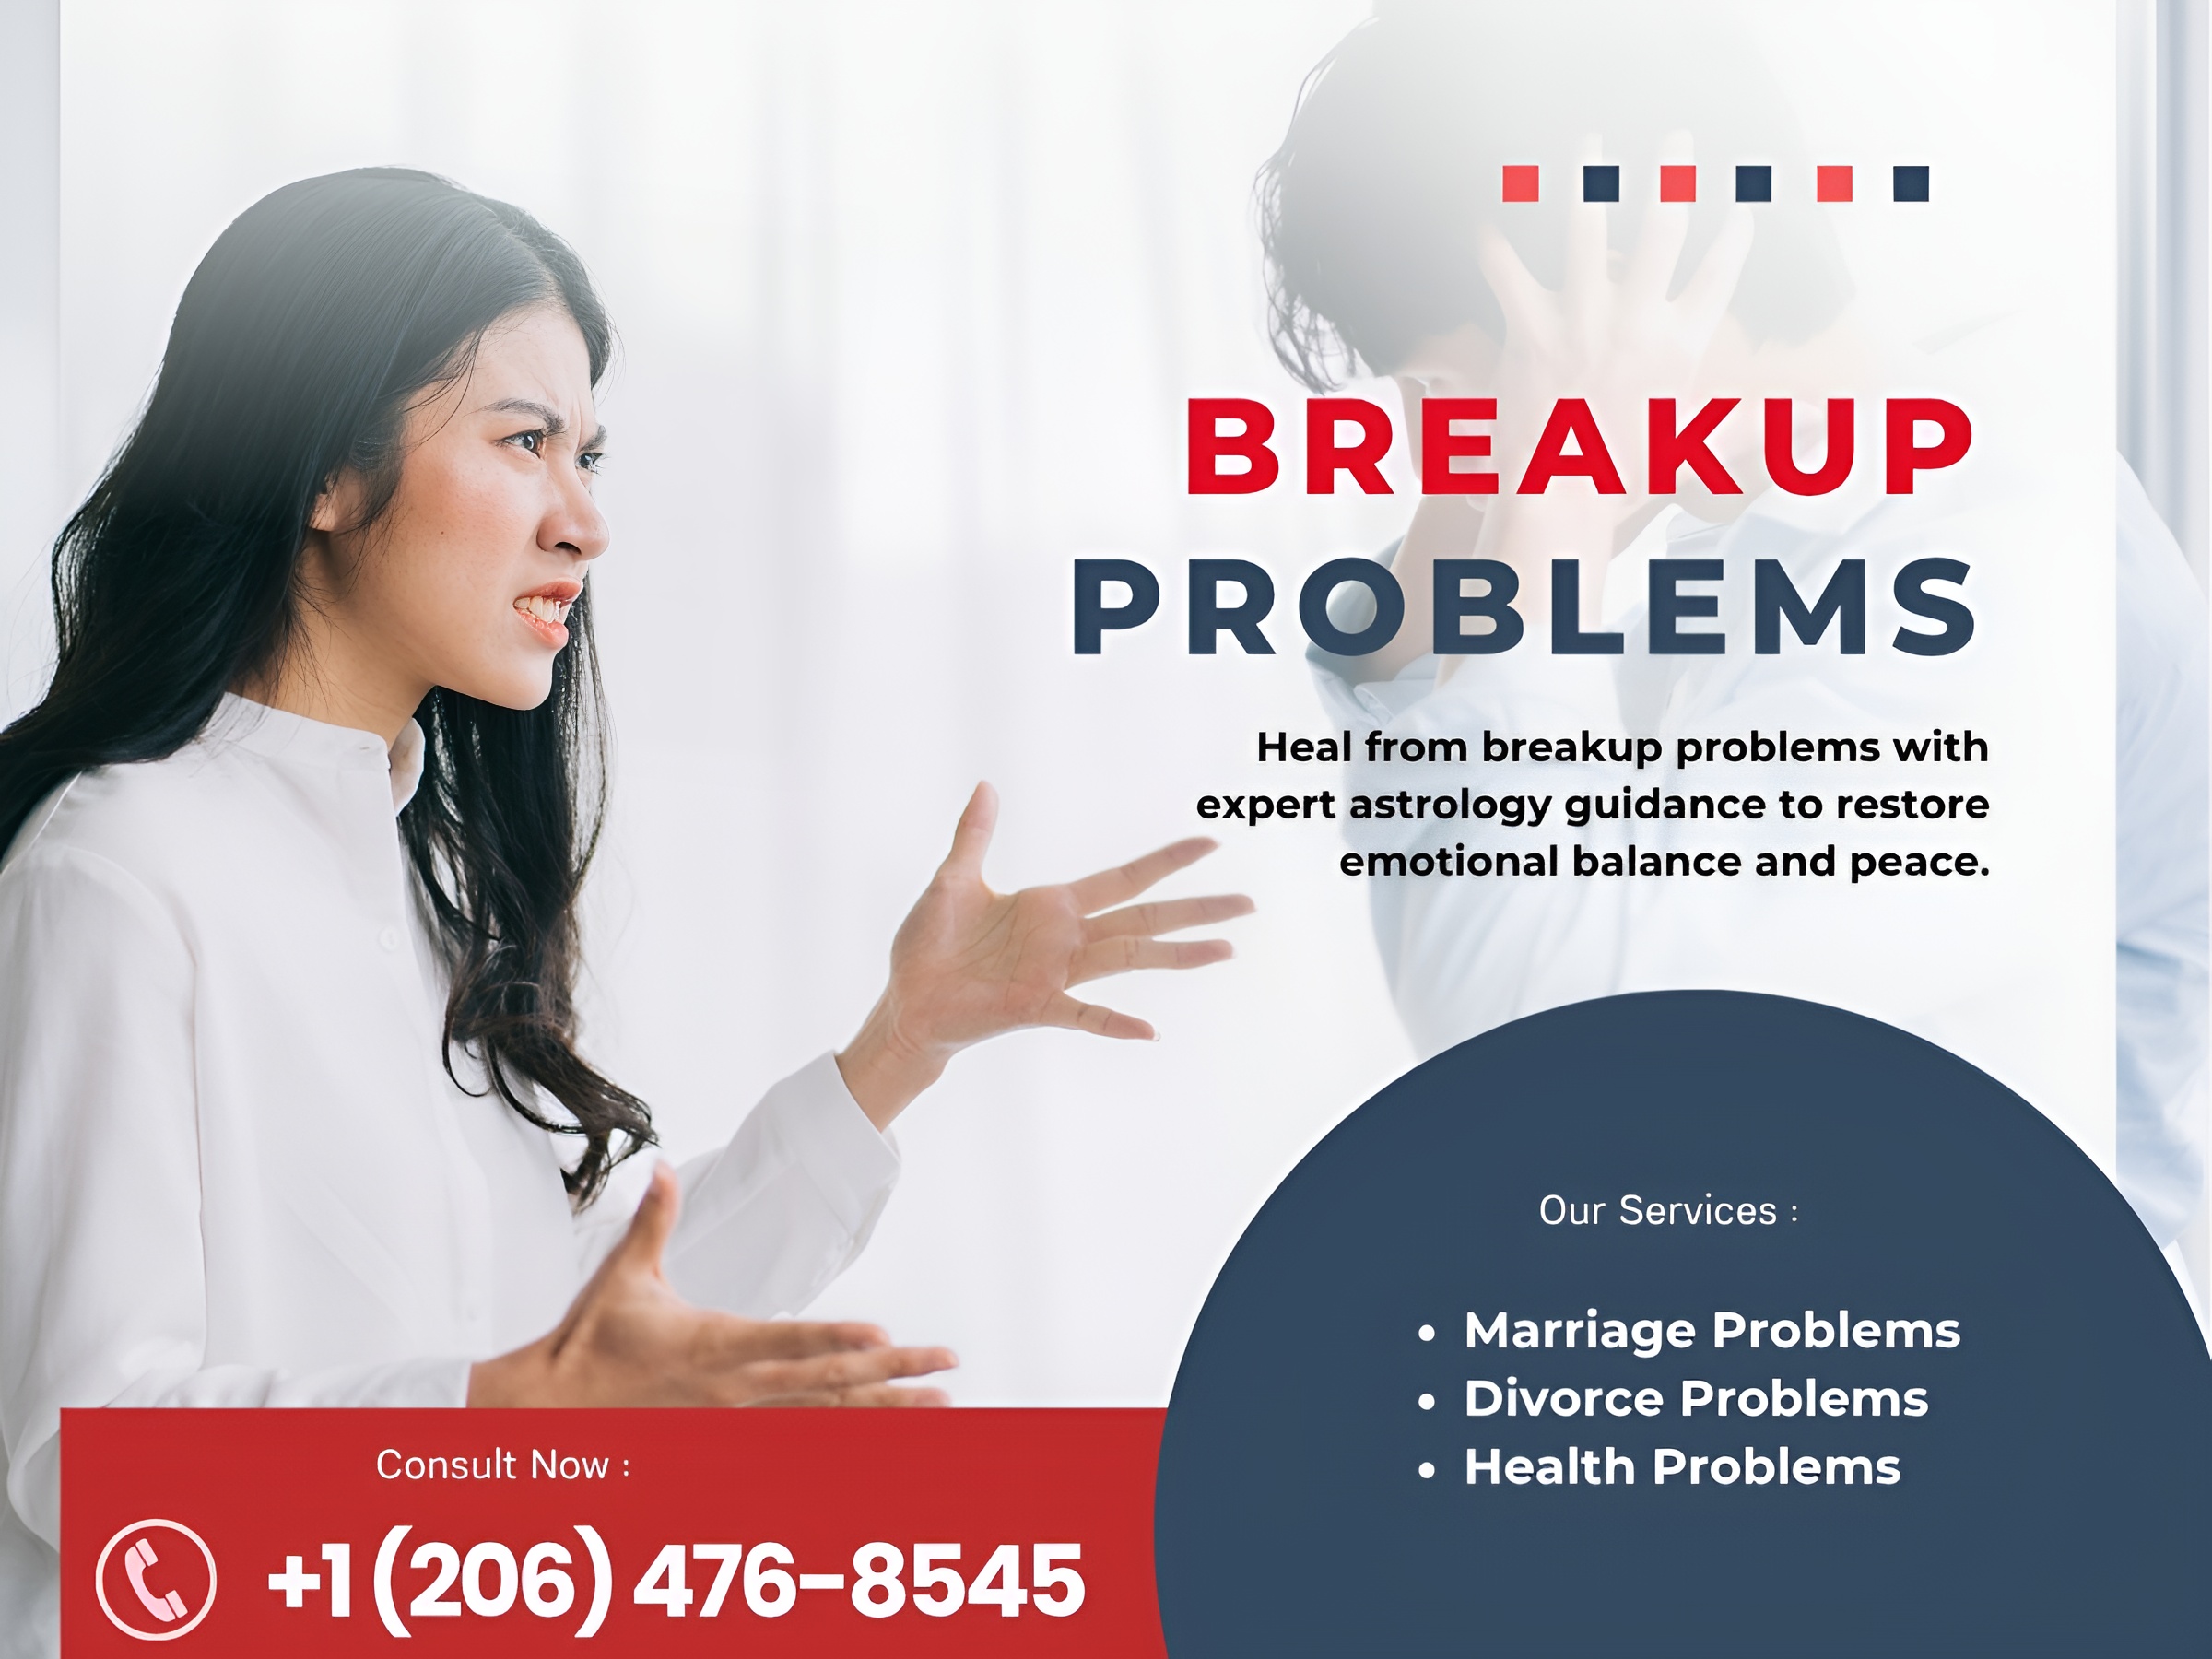 BREAKUP
PROBLEMS
Heal from breakup problems with
expert astrology guidance to restore
emotional balance and peace.
Our Services :
• Marriage Problems
• Divorce Problems
• Health Problems
Consult Now :
+1 (206) 476-8545